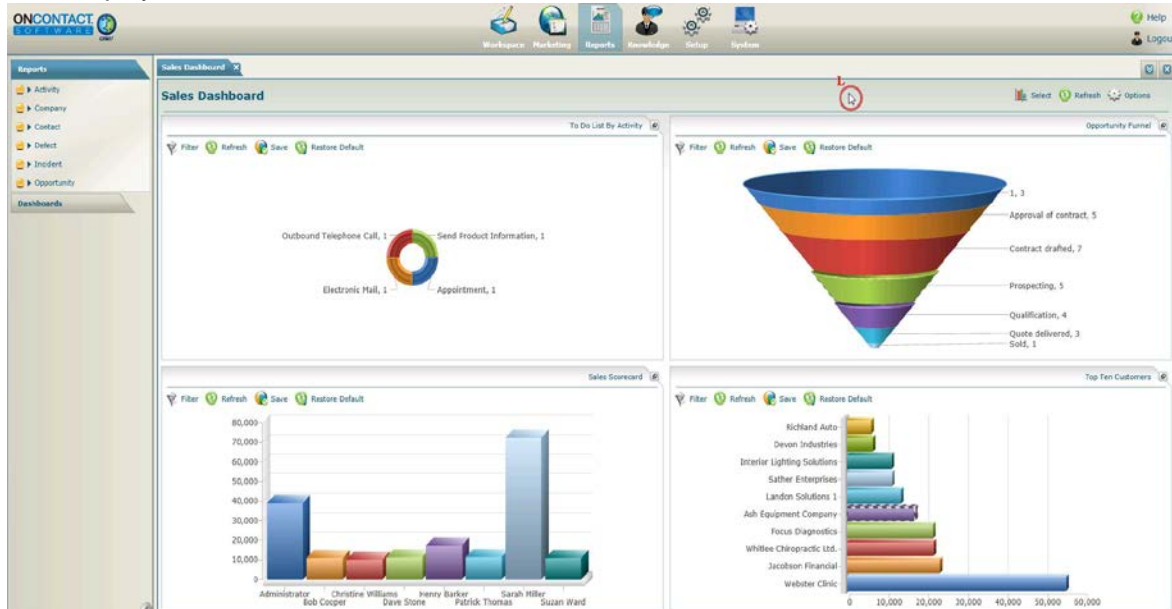 ONCONTACT
SOFTWARE
Workspace Marketing Reports Knowledge Setup System
Help
Logou
Reports
Activity
Company
Contact
Defect
Incident
Opportunity
Dashboards
Sales Dashboard
L
Sales Dashboard
Select Refresh Options
To Do List By Activity
Filter Refresh Save Restore Default
Outbound Telephone Call, 1
Send Product Information, 1
Electronic Mail, 1
Appointment, 1
Opportunity Funnel
Filter Refresh Save Restore Default
1, 3
Approval of contract, 5
Contract drafted, 7
Prospecting, 5
Qualification, 4
Quote delivered, 3
Sold, 1
Sales Scorecard
Filter Refresh Save Restore Default
80,000
70,000
60,000
50,000
40,000
30,000
20,000
10,000
0
Administrator Christine Williams Henry Barker Sarah Miller
Bob Cooper Dave Stone Patrick Thomas Suzan Ward
Top Ten Customers
Filter Refresh Save Restore Default
Richland Auto
Devon Industries
Interior Lighting Solutions
Sather Enterprises
Landon Solutions 1
Ash Equipment Company
Focus Diagnostics
Whitlee Chiropractic Ltd.
Jacobson Financial
Webster Clinic
0 10,000 20,000 30,000 40,000 50,000 60,000